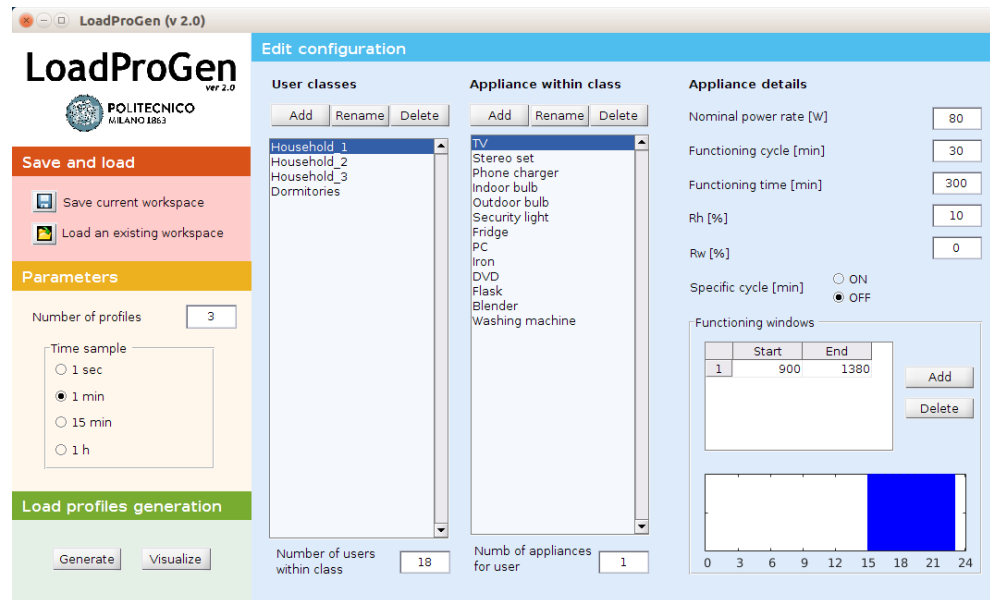 LoadProGen (v 2.0)
LoadProGen
ver 2.0
POLITECNICO
MILANO 1863
Save and load
Save current workspace
Load an existing workspace
Parameters
Number of profiles 3
Time sample
1 sec
1 min
15 min
1 h
Load profiles generation
Generate Visualize
Edit configuration
User classes
Add Rename Delete
Household_1
Household_2
Household_3
Dormitories
Number of users
within class 18
Appliance within class
Add Rename Delete
TV
Stereo set
Phone charger
Indoor bulb
Outdoor bulb
Security light
Fridge
PC
Iron
DVD
Flask
Blender
Washing machine
Numb of appliances
for user 1
Appliance details
Nominal power rate [W] 80
Functioning cycle [min] 30
Functioning time [min] 300
Rh [%] 10
Rw [%] 0
Specific cycle [min] ON
OFF
Functioning windows
Start End
1 900 1380
Add
Delete
0 3 6 9 12 15 18 21 24